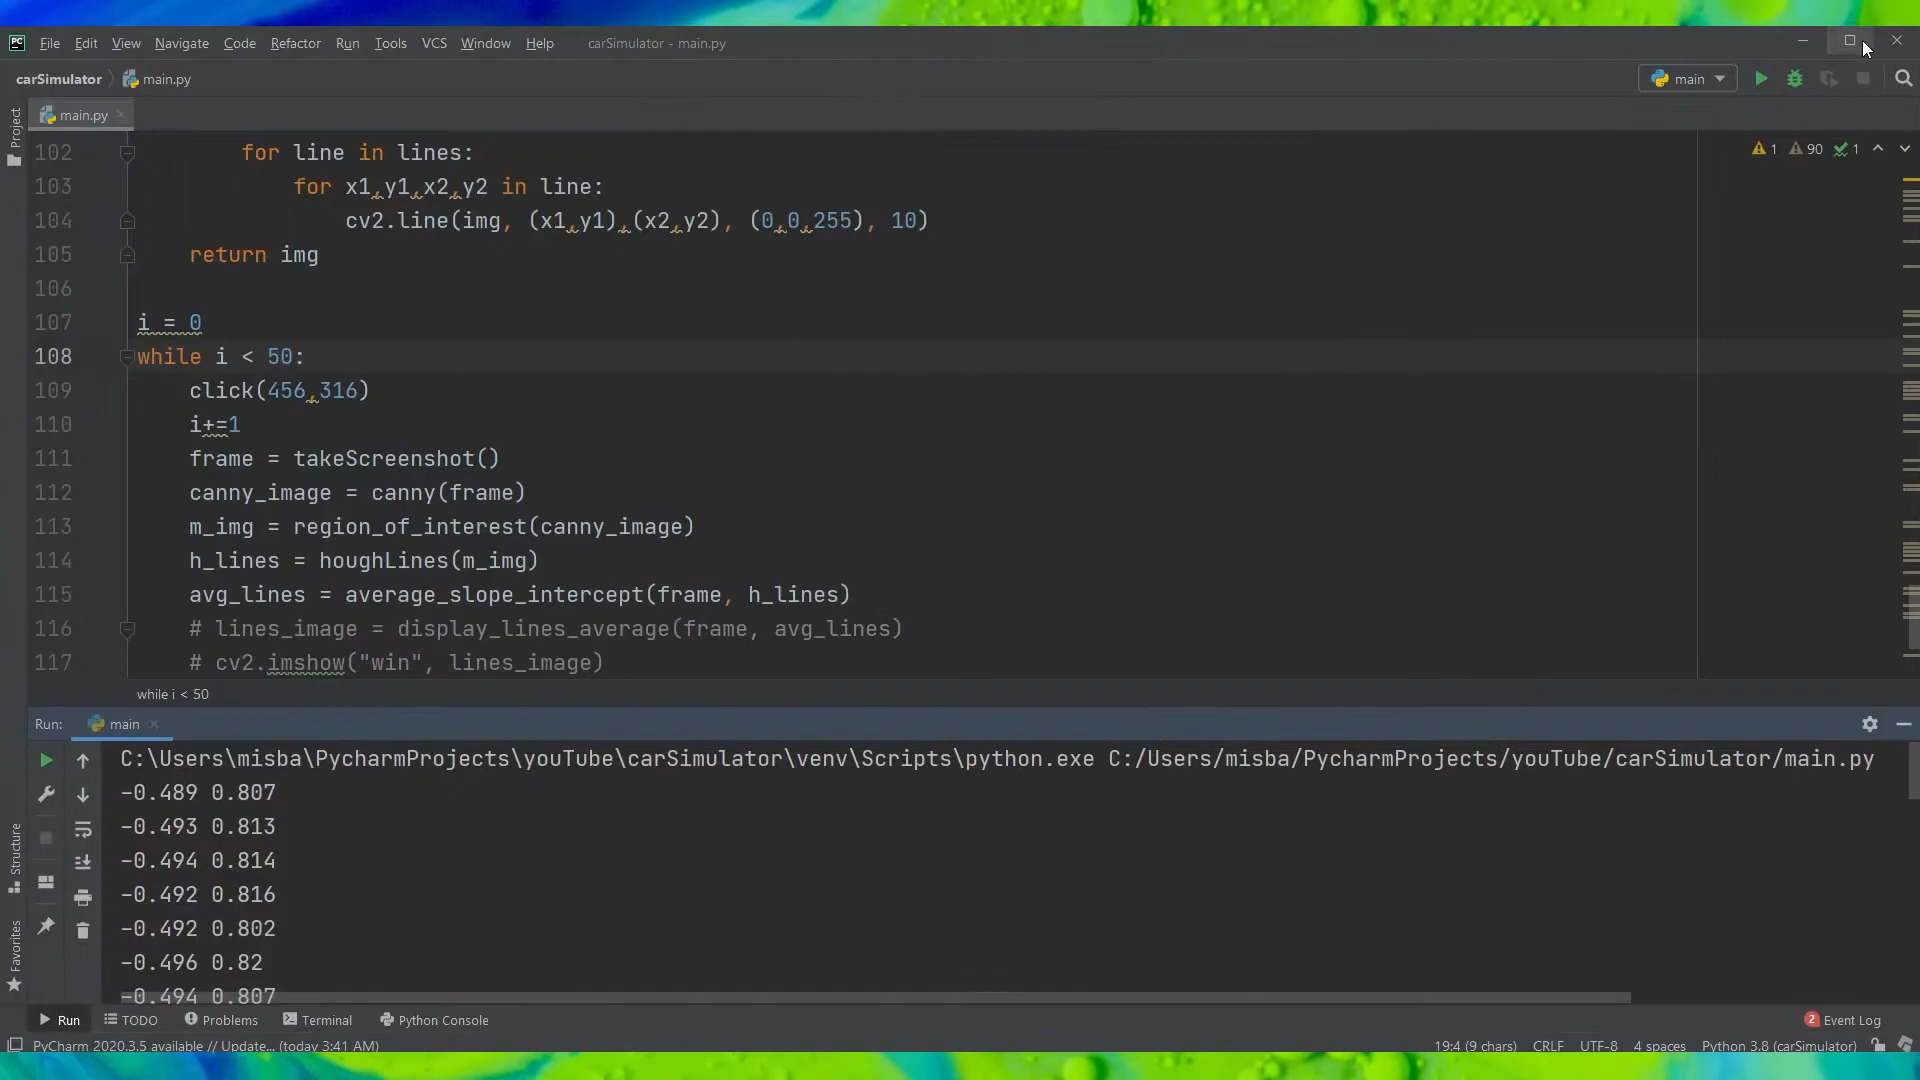 PC File Edit View Navigate Code Refactor Run Tools VCS Window Help carSimulator - main.py
carSimulator main.py main
main.py
Project
102 for line in lines:
103 for x1,y1,x2,y2 in line:
104 cv2.line(img, (x1,y1),(x2,y2), (0,0,255), 10)
105 return img
106
107 i = 0
108 while i < 50:
109 click(456,316)
110 i+=1
111 frame = takeScreenshot()
112 canny_image = canny(frame)
113 m_img = region_of_interest(canny_image)
114 h_lines = houghLines(m_img)
115 avg_lines = average_slope_intercept(frame, h_lines)
116 # lines_image = display_lines_average(frame, avg_lines)
117 # cv2.imshow("win", lines_image)
1 90 1
while i < 50
Run: main
C:\Users\misba\PycharmProjects\youTube\carSimulator\venv\Scripts\python.exe C:/Users/misba/PycharmProjects/youTube/carSimulator/main.py
-0.489 0.807
-0.493 0.813
-0.494 0.814
-0.492 0.816
-0.492 0.802
-0.496 0.82
-0.494 0.807
Structure
Favorites
Run TODO Problems Terminal Python Console 2 Event Log
PyCharm 2020.3.5 available // Update... (today 3:41 AM) 19:4 (9 chars) CRLF UTF-8 4 spaces Python 3.8 (carSimulator)